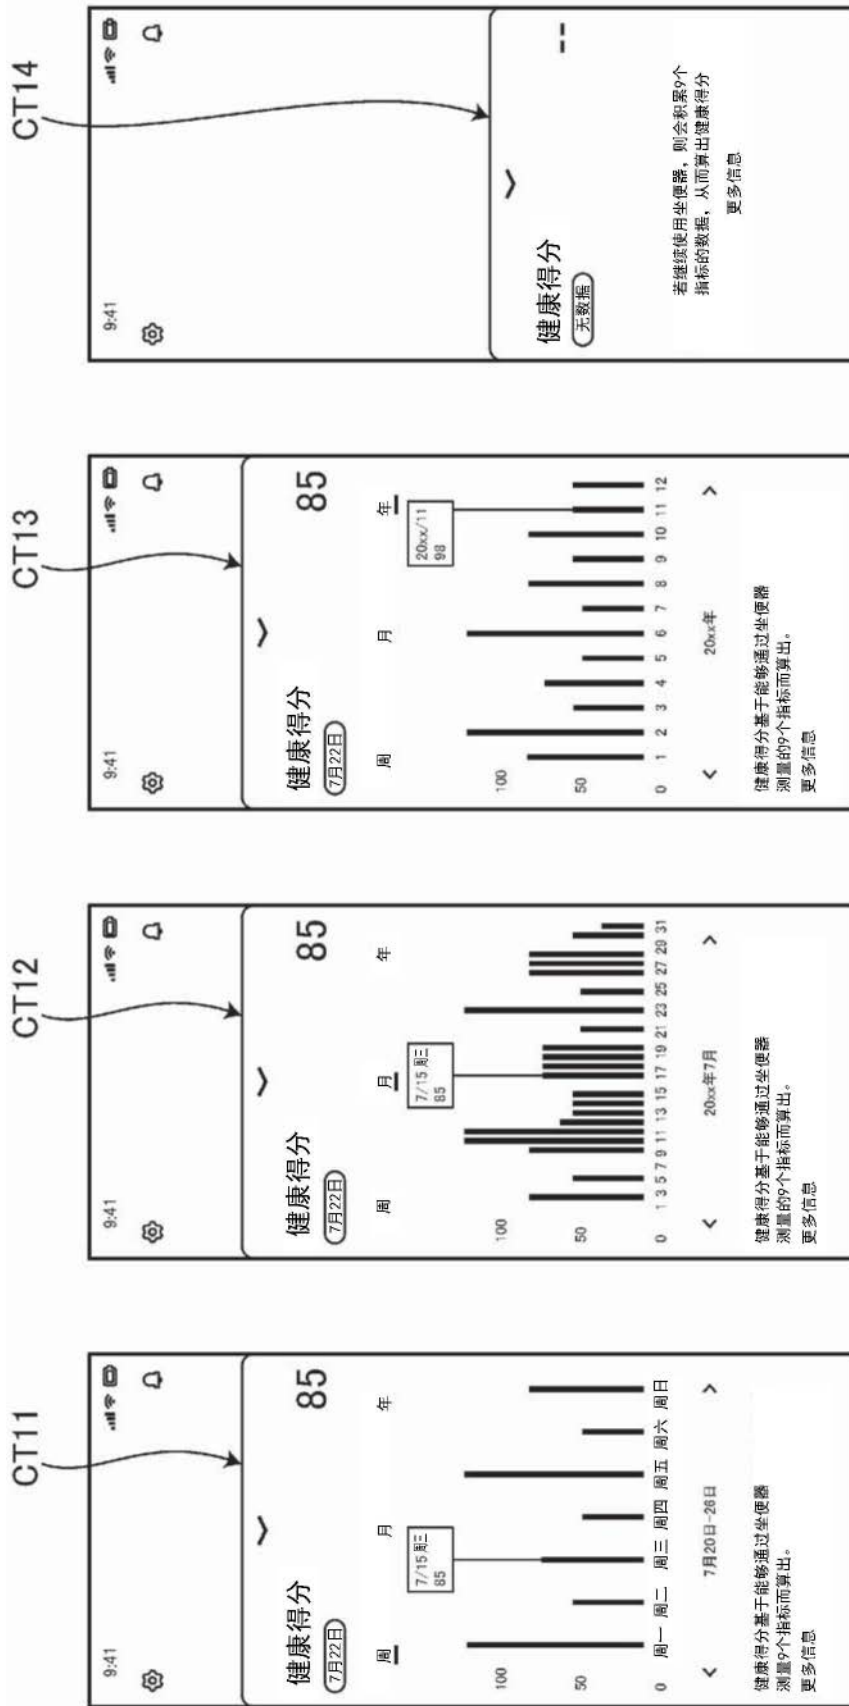 CT11
9:41
健康得分
7月22日
85
周 月 年
7/15 周三
85
100
50
0
周一 周二 周三 周四 周五 周六 周日
7月20日-26日
健康得分基于能够通过坐便器
测量9个指标而算出。
更多信息
CT12
9:41
健康得分
7月22日
85
周 月 年
7/15 周三
85
100
50
0
1 3 5 7 9 11 13 15 17 19 21 23 25 27 29 31
20xx年7月
健康得分基于能够通过坐便器
测量的9个指标而算出。
更多信息
CT13
9:41
健康得分
7月22日
85
周 月 年
20xx/11
98
100
50
0
1 2 3 4 5 6 7 8 9 10 11 12
20xx年
健康得分基于能够通过坐便器
测量的9个指标而算出。
更多信息
CT14
9:41
健康得分
无数据
--
若继续使用坐便器，则会积累9个
指标的数据，从而算出健康得分
更多信息